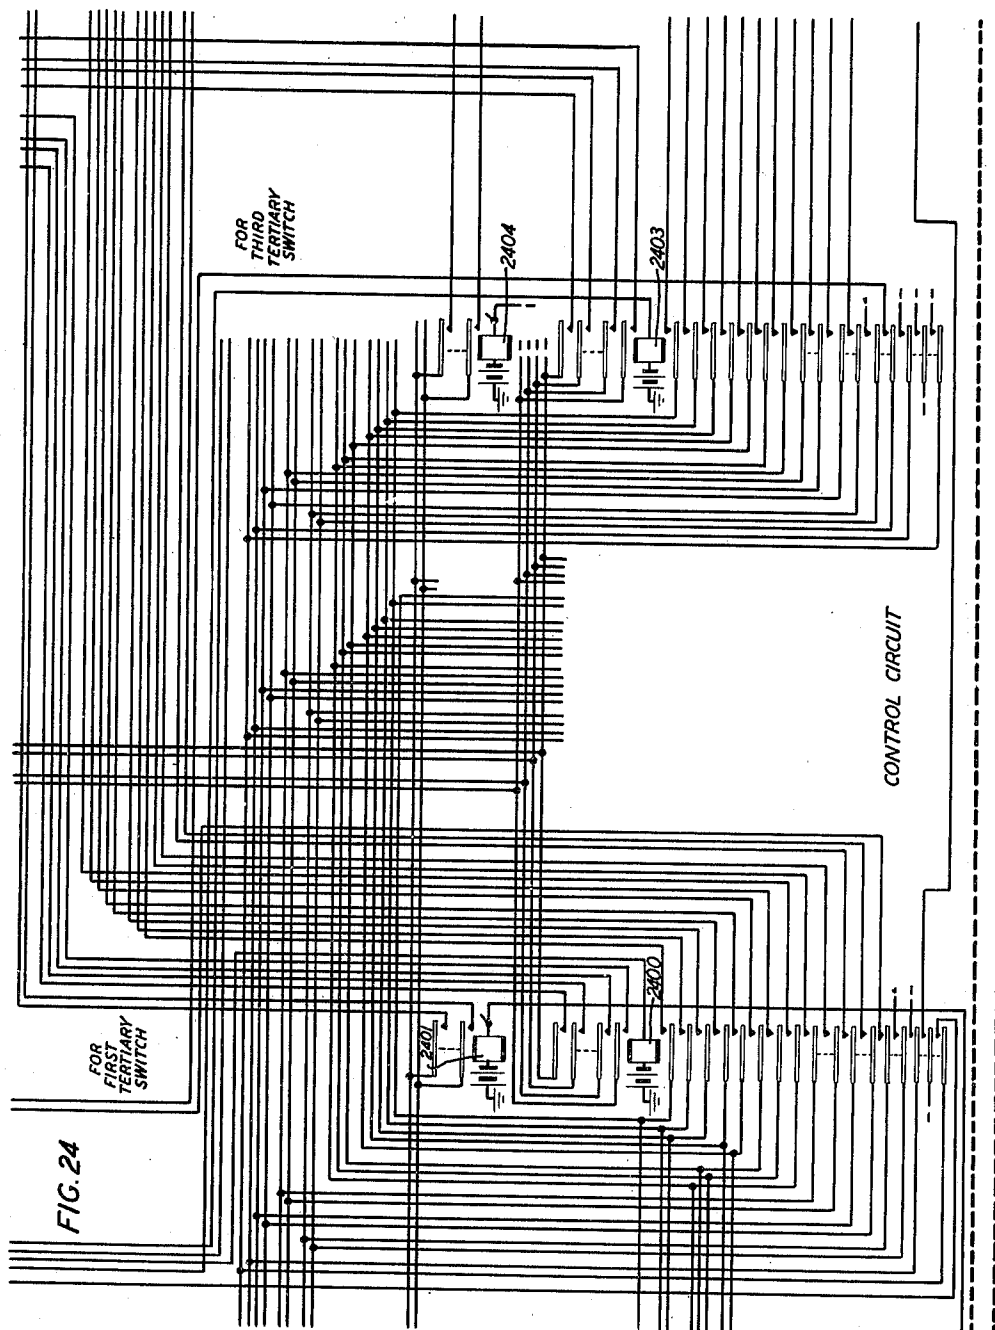 FIG. 24
FOR
FIRST
TERTIARY
SWITCH
2401
2400
FOR
THIRD
TERTIARY
SWITCH
2404
2403
CONTROL CIRCUIT